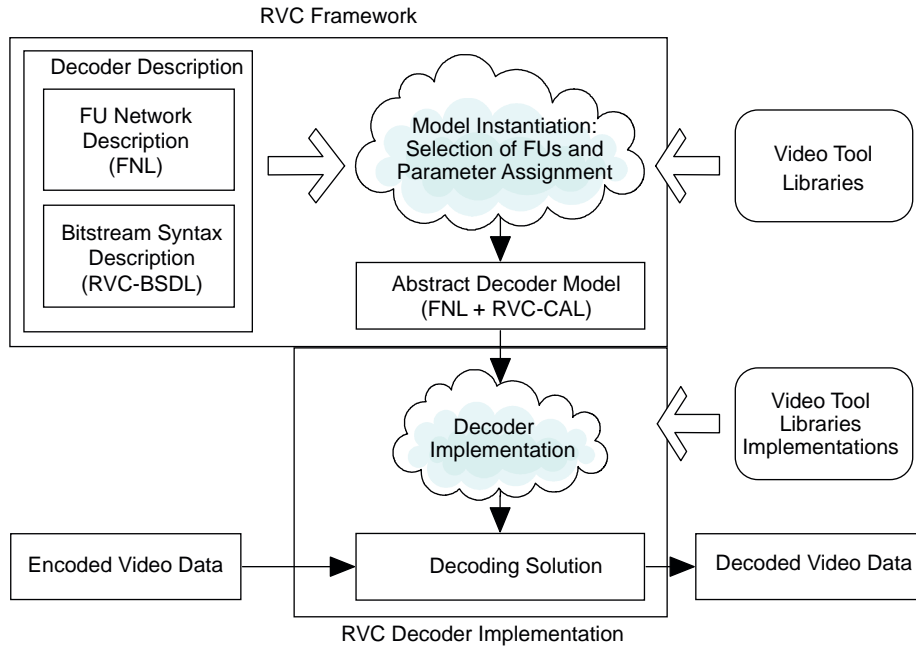 RVC Framework
Decoder Description
FU Network
Description
(FNL)
Bitstream Syntax
Description
(RVC-BSDL)
Model Instantiation:
Selection of FUs and
Parameter Assignment
Video Tool
Libraries
Abstract Decoder Model
(FNL + RVC-CAL)
Decoder
Implementation
Video Tool
Libraries
Implementations
Encoded Video Data
Decoding Solution
Decoded Video Data
RVC Decoder Implementation